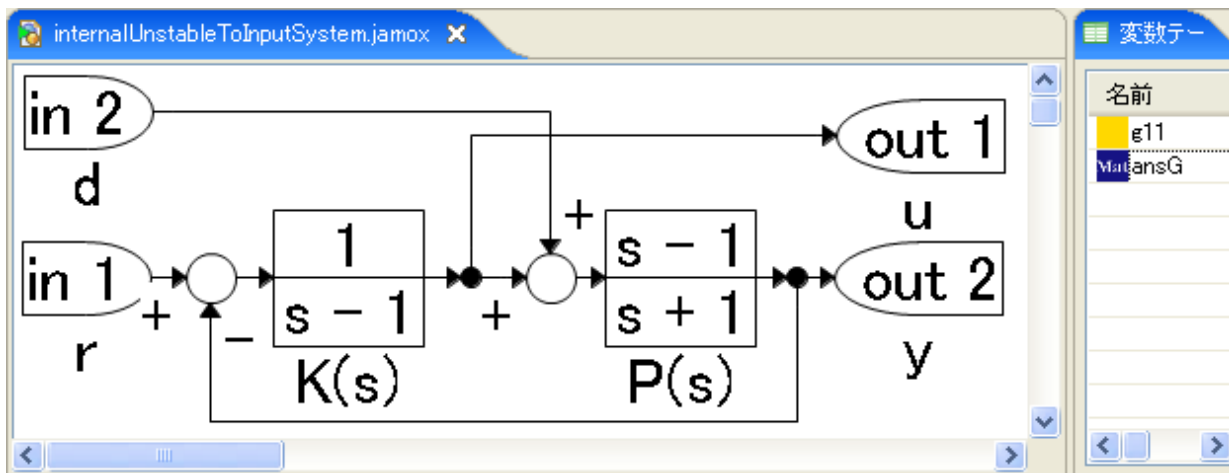 internalUnstableToInputSystem.jamox
変数テー
in 2
d
out 1
u
名前
g11
Mat ansG
+
in 1
r
+
−
1
s − 1
K(s)
+
s − 1
s + 1
P(s)
out 2
y